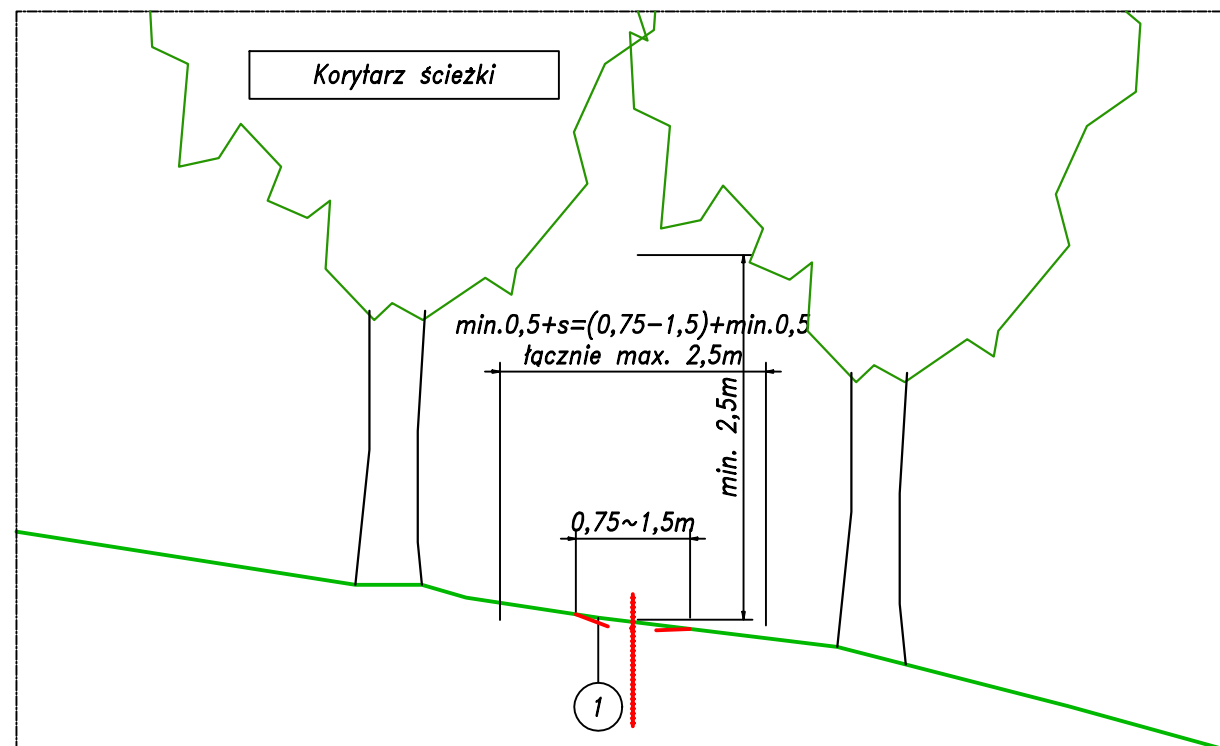 Korytarz ścieżki
min.0,5+s=(0,75-1,5)+min.0,5
łącznie max. 2,5m
min. 2,5m
0,75~1,5m
1